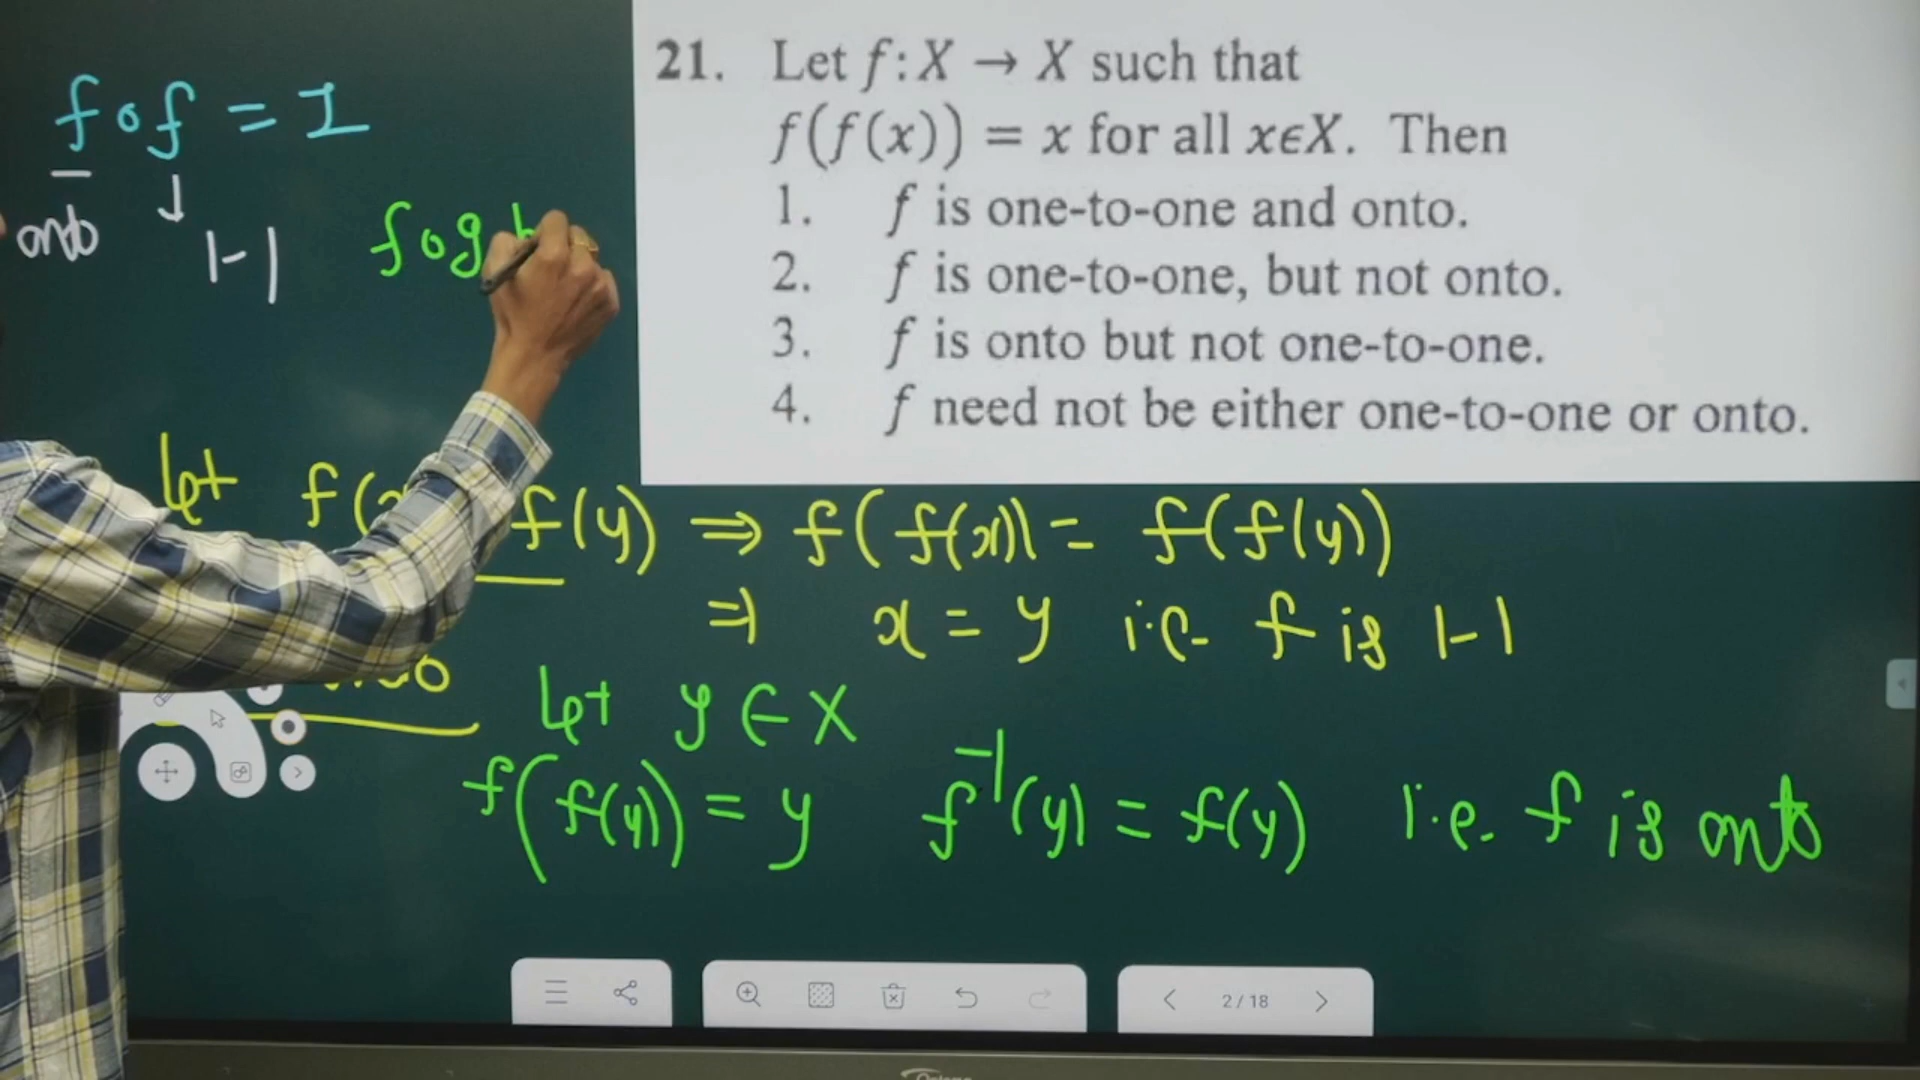 fof = I
onto
1-1
fog
21. Let f:X → X such that
f(f(x)) = x for all xϵX. Then
1. f is one-to-one and onto.
2. f is one-to-one, but not onto.
3. f is onto but not one-to-one.
4. f need not be either one-to-one or onto.
Let f( f(y) ⇒ f(f(x)) = f(f(y))
⇒ x = y i.e. f is 1-1
Let y ∈ X
f(f(y)) = y f⁻¹(y) = f(y) i.e. f is onto
2/18